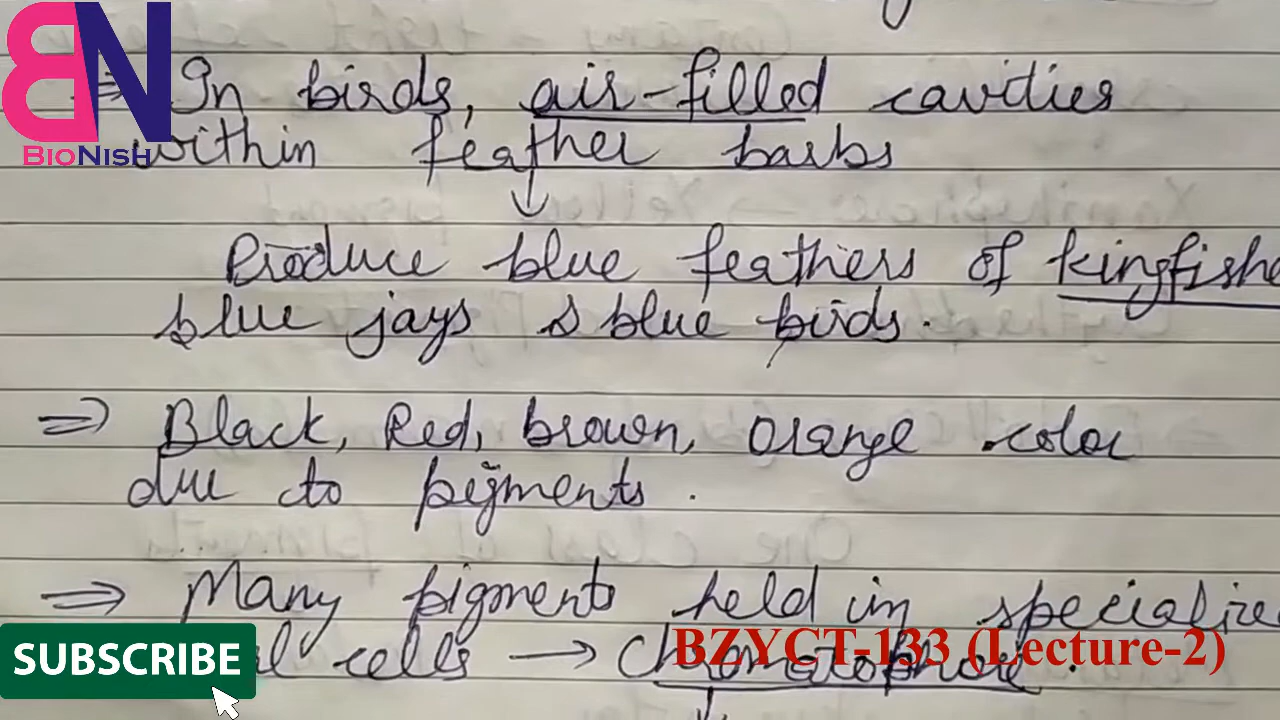 BN
BIONISH
⇒ In birds, air-filled cavities
within feather barbs
↓
Produce blue feathers of kingfishe
blue jays & blue birds.
⇒ Black, Red, brown, Orange color
due to pigments.
⇒ Many pigments held in specialize
cells → Chromatophore.
SUBSCRIBE
BZYCT-133 (Lecture-2)